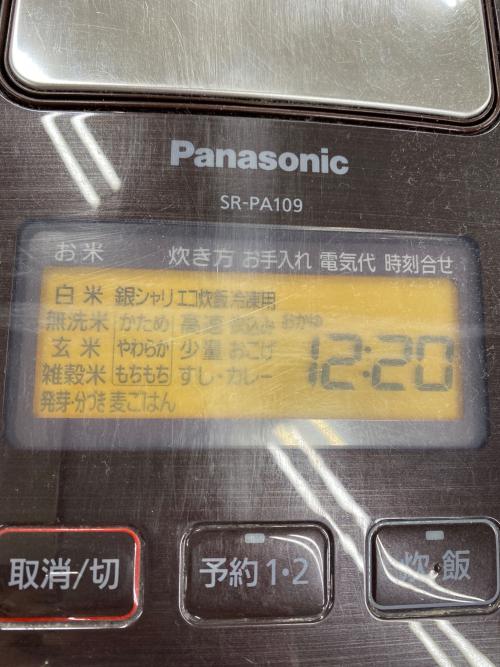 Panasonic
SR-PA109
お米 炊き方 お手入れ 電気代 時刻合せ
白米 銀シャリ エコ炊飯 冷凍用
無洗米 かため 高速 炊込み おかゆ
玄米 やわらか 少量 おこげ
雑穀米 もちもち すし・カレー
発芽・分づき 麦ごはん
12:20
取消/切 予約1・2 炊飯